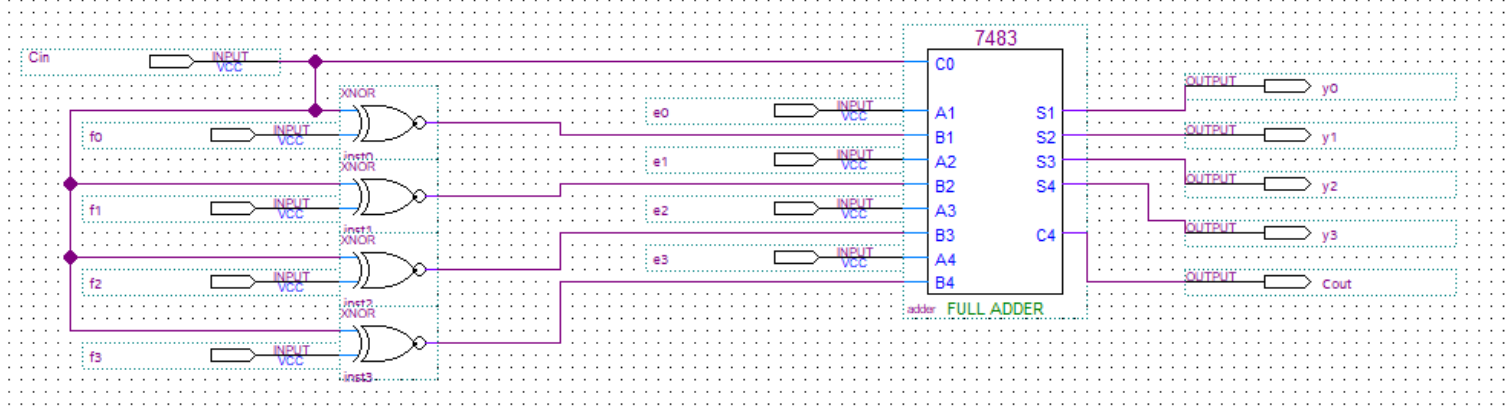 7483
Cin INPUT VCC
C0
XNOR
OUTPUT y0
f0 INPUT VCC
inst0
e0 INPUT VCC
A1 S1
B1 S2
OUTPUT y1
XNOR
e1 INPUT VCC
A2 S3
B2 S4
OUTPUT y2
f1 INPUT VCC
inst1
e2 INPUT VCC
A3
B3 C4
OUTPUT y3
XNOR
e3 INPUT VCC
A4
B4
OUTPUT Cout
f2 INPUT VCC
inst2
adder FULL ADDER
XNOR
f3 INPUT VCC
inst3